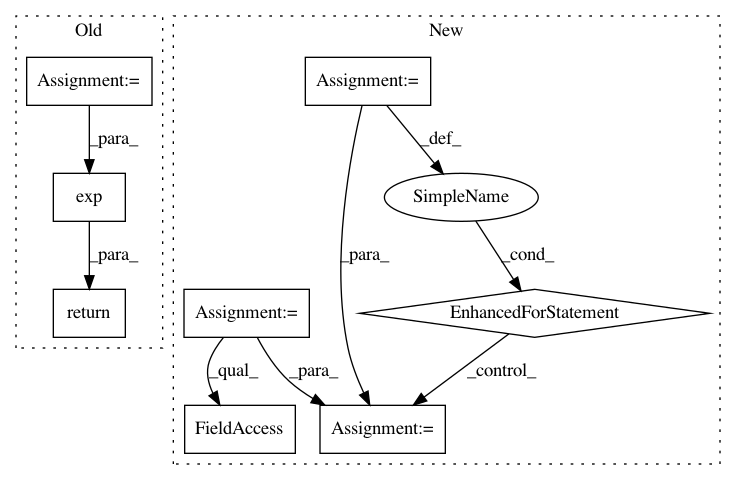 Old
New
Assignment:=
Assignment:=
_para_
_def_
exp
SimpleName
_para_
_para_
_cond_
return
Assignment:=
EnhancedForStatement
_qual_
_para_
_control_
FieldAccess
Assignment:=